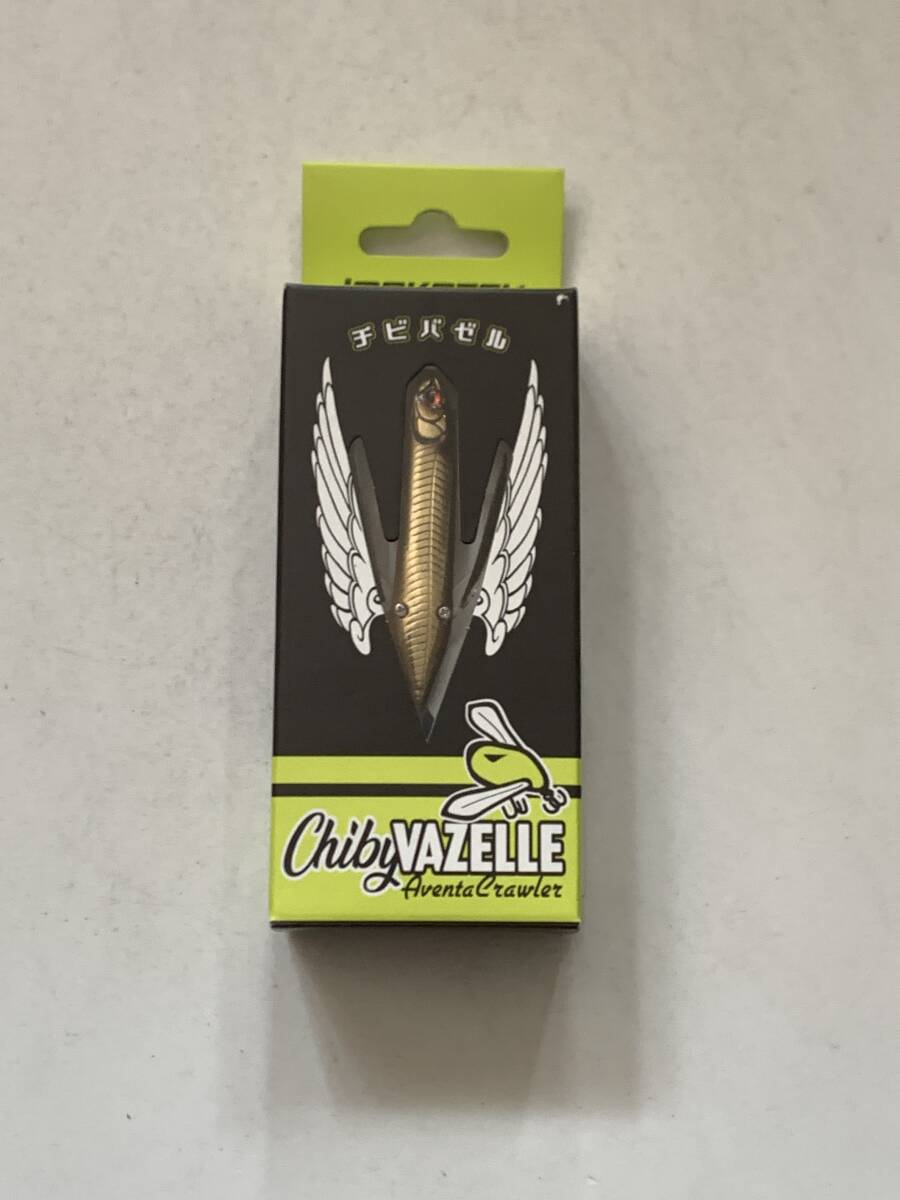 チビバゼル
ChibyVAZELLE
AventaCrawler